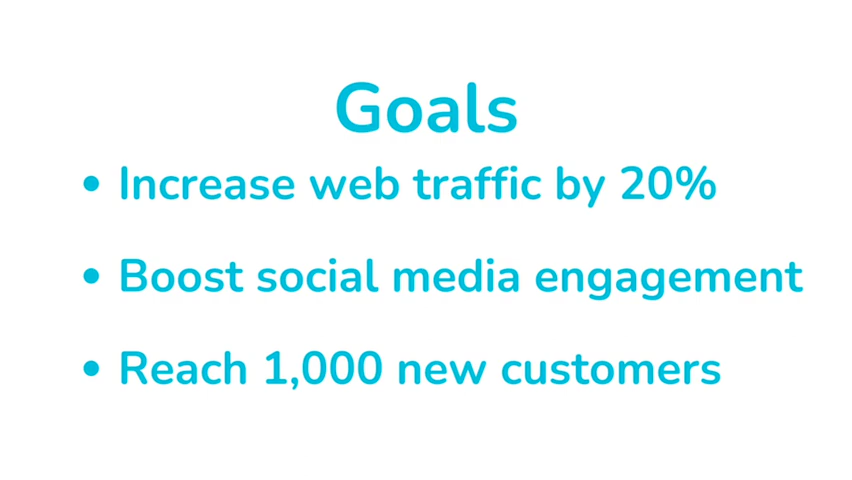 Goals
• Increase web traffic by 20%
• Boost social media engagement
• Reach 1,000 new customers